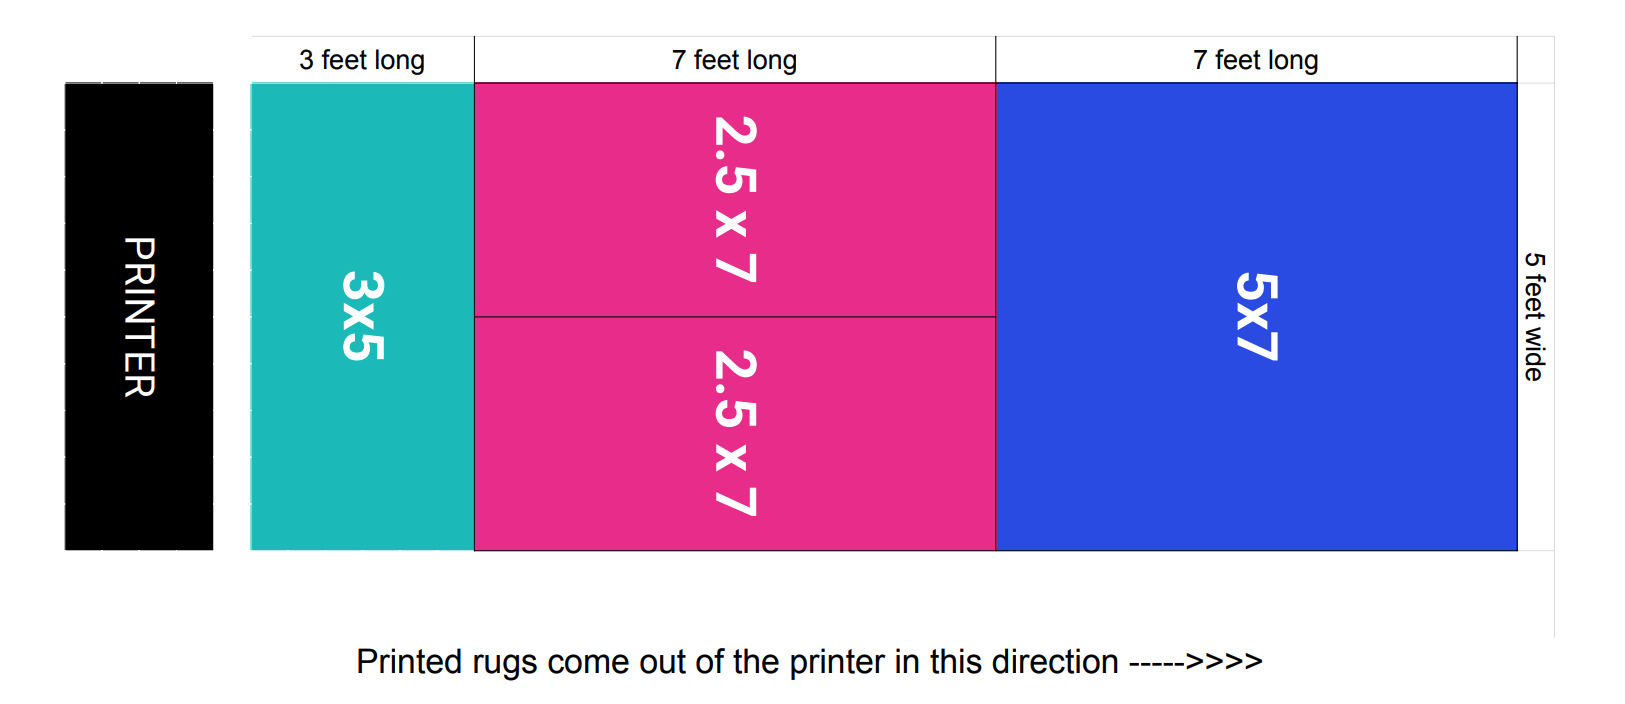 3 feet long
7 feet long
7 feet long
PRINTER
3x5
2.5 x 7
2.5 x 7
5x7
5 feet wide
Printed rugs come out of the printer in this direction ----->>>>